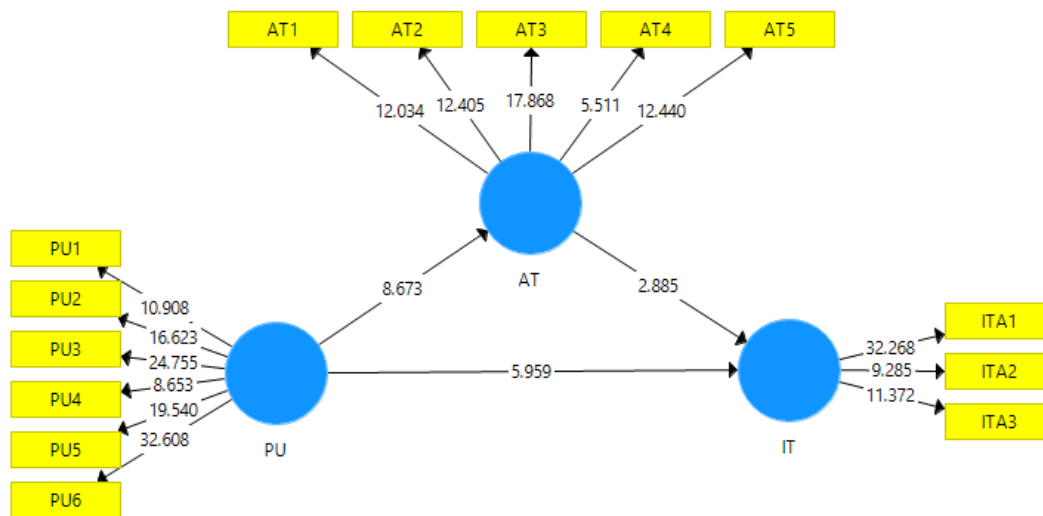 AT1 AT2 AT3 AT4 AT5
12.034 12.405 17.868 5.511 12.440
AT
PU1
PU2
PU3
PU4
PU5
PU6
10.908
16.623
24.755
8.653
19.540
32.608
PU
8.673
2.885
5.959
IT
32.268
9.285
11.372
ITA1
ITA2
ITA3